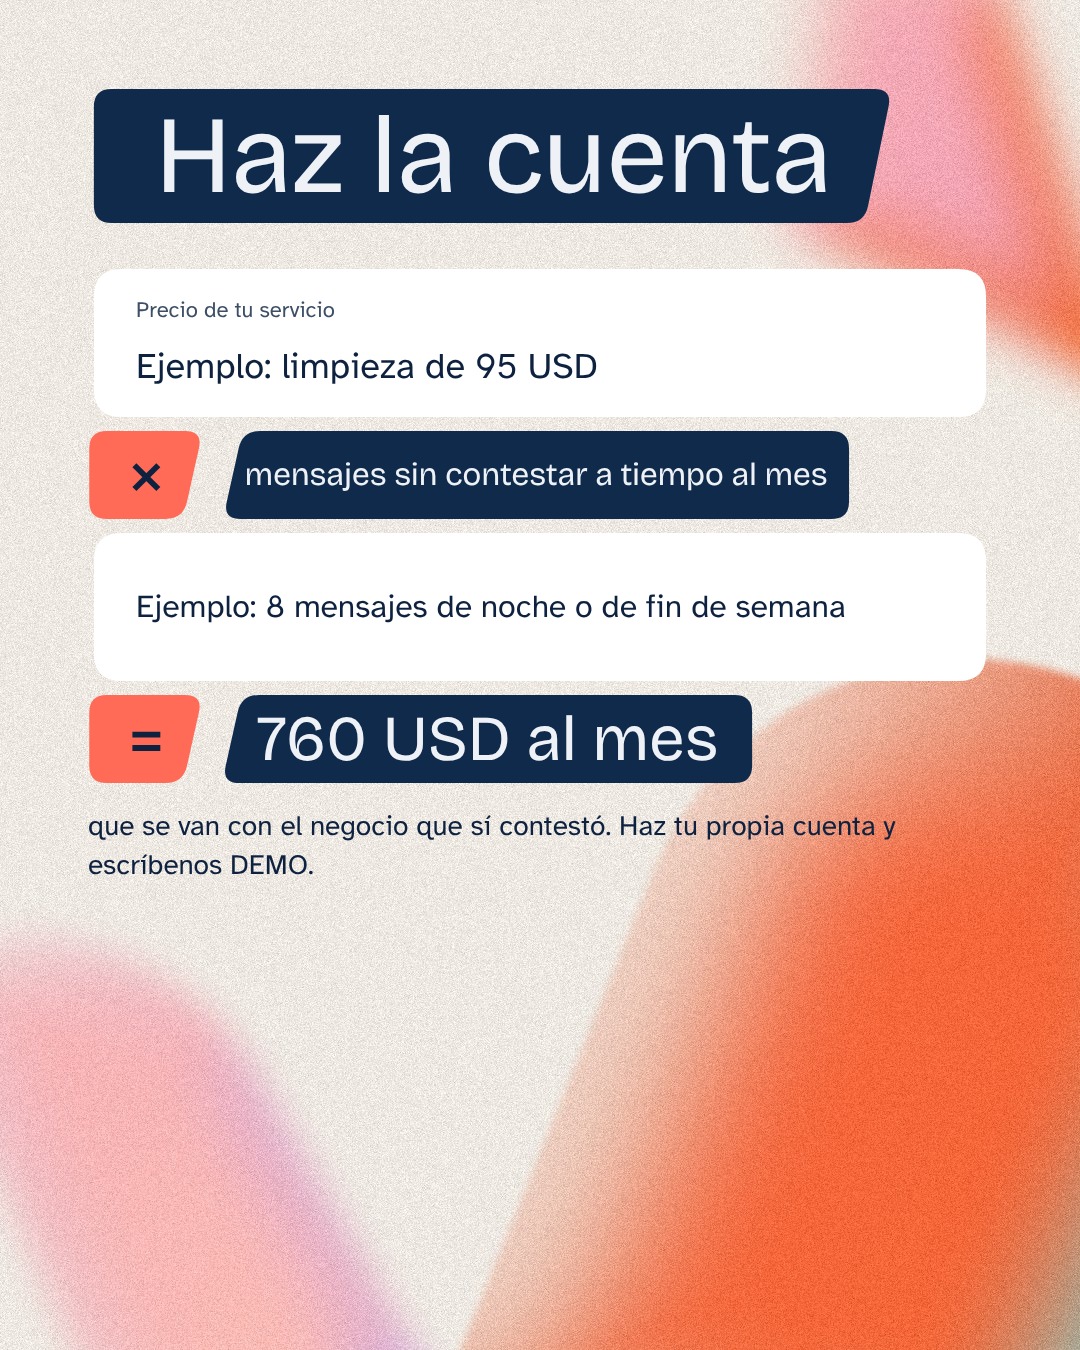 Haz la cuenta
Precio de tu servicio
Ejemplo: limpieza de 95 USD
×
mensajes sin contestar a tiempo al mes
Ejemplo: 8 mensajes de noche o de fin de semana
=
760 USD al mes
que se van con el negocio que sí contestó. Haz tu propia cuenta y
escríbenos DEMO.